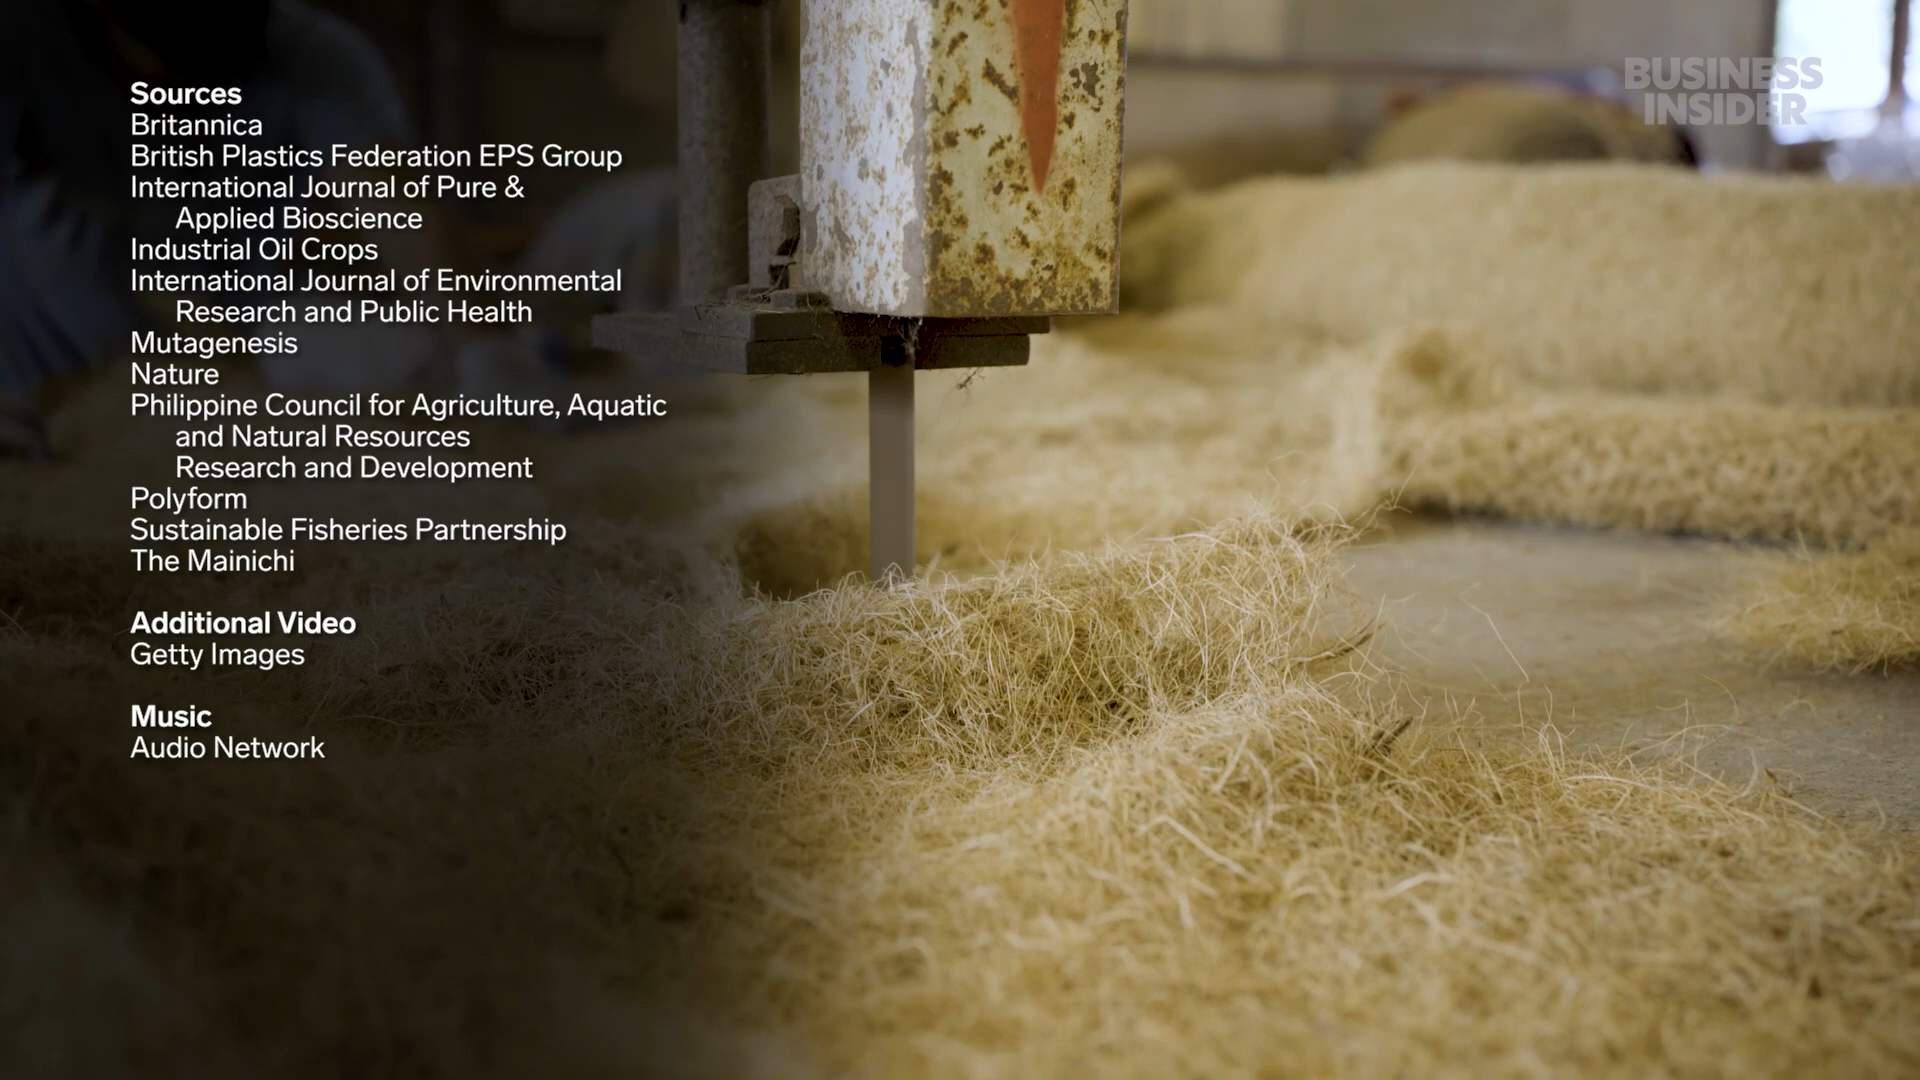 Sources
Britannica
British Plastics Federation EPS Group
International Journal of Pure &
Applied Bioscience
Industrial Oil Crops
International Journal of Environmental
Research and Public Health
Mutagenesis
Nature
Philippine Council for Agriculture, Aquatic
and Natural Resources
Research and Development
Polyform
Sustainable Fisheries Partnership
The Mainichi
Additional Video
Getty Images
Music
Audio Network
BUSINESS
INSIDER